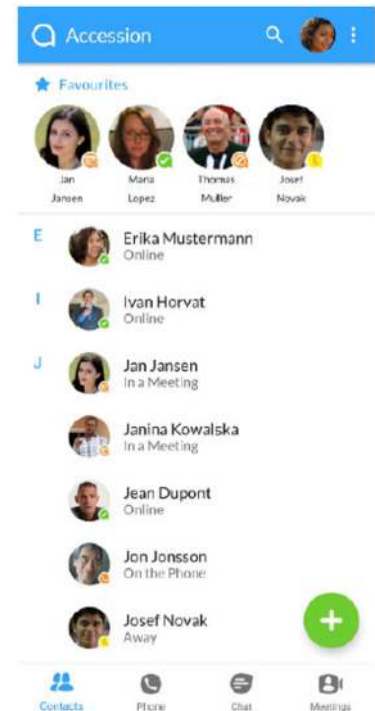 Accession
Favourites
Jan Jansen
Maria Lopez
Thomas Muller
Josef Novak
E
Erika Mustermann
Online
I
Ivan Horvat
Online
J
Jan Jansen
In a Meeting
Janina Kowalska
In a Meeting
Jean Dupont
Online
Jon Jonsson
On the Phone
Josef Novak
Away
Contacts
Phone
Chat
Meetings